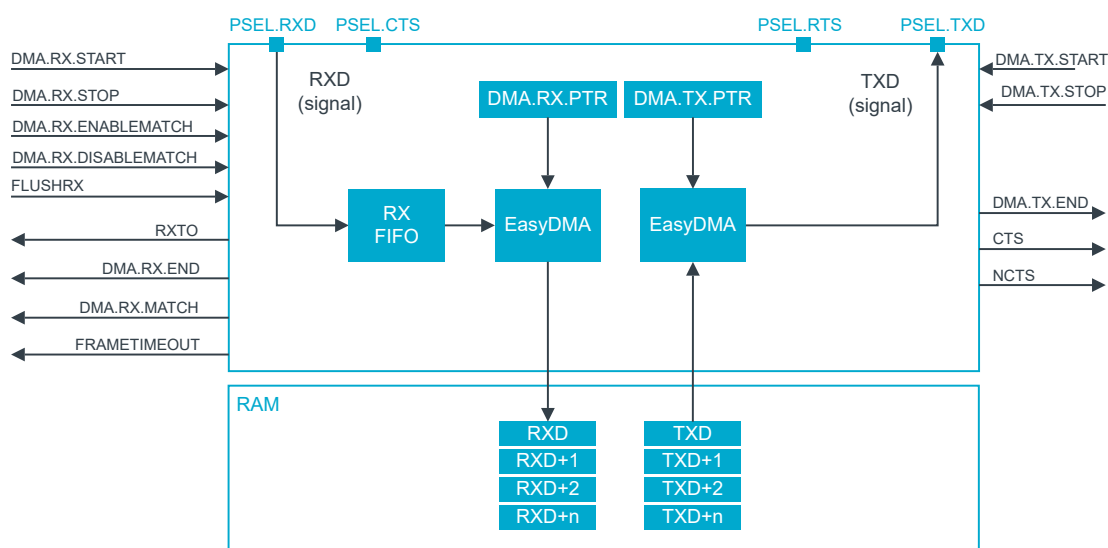 PSEL.RXD
PSEL.CTS
PSEL.RTS
PSEL.TXD
DMA.RX.START
DMA.RX.STOP
DMA.RX.ENABLEMATCH
DMA.RX.DISABLEMATCH
FLUSHRX
RXTO
DMA.RX.END
DMA.RX.MATCH
FRAMETIMEOUT
RXD
(signal)
DMA.RX.PTR
DMA.TX.PTR
TXD
(signal)
RX
FIFO
EasyDMA
EasyDMA
DMA.TX.START
DMA.TX.STOP
DMA.TX.END
CTS
NCTS
RAM
RXD
RXD+1
RXD+2
RXD+n
TXD
TXD+1
TXD+2
TXD+n